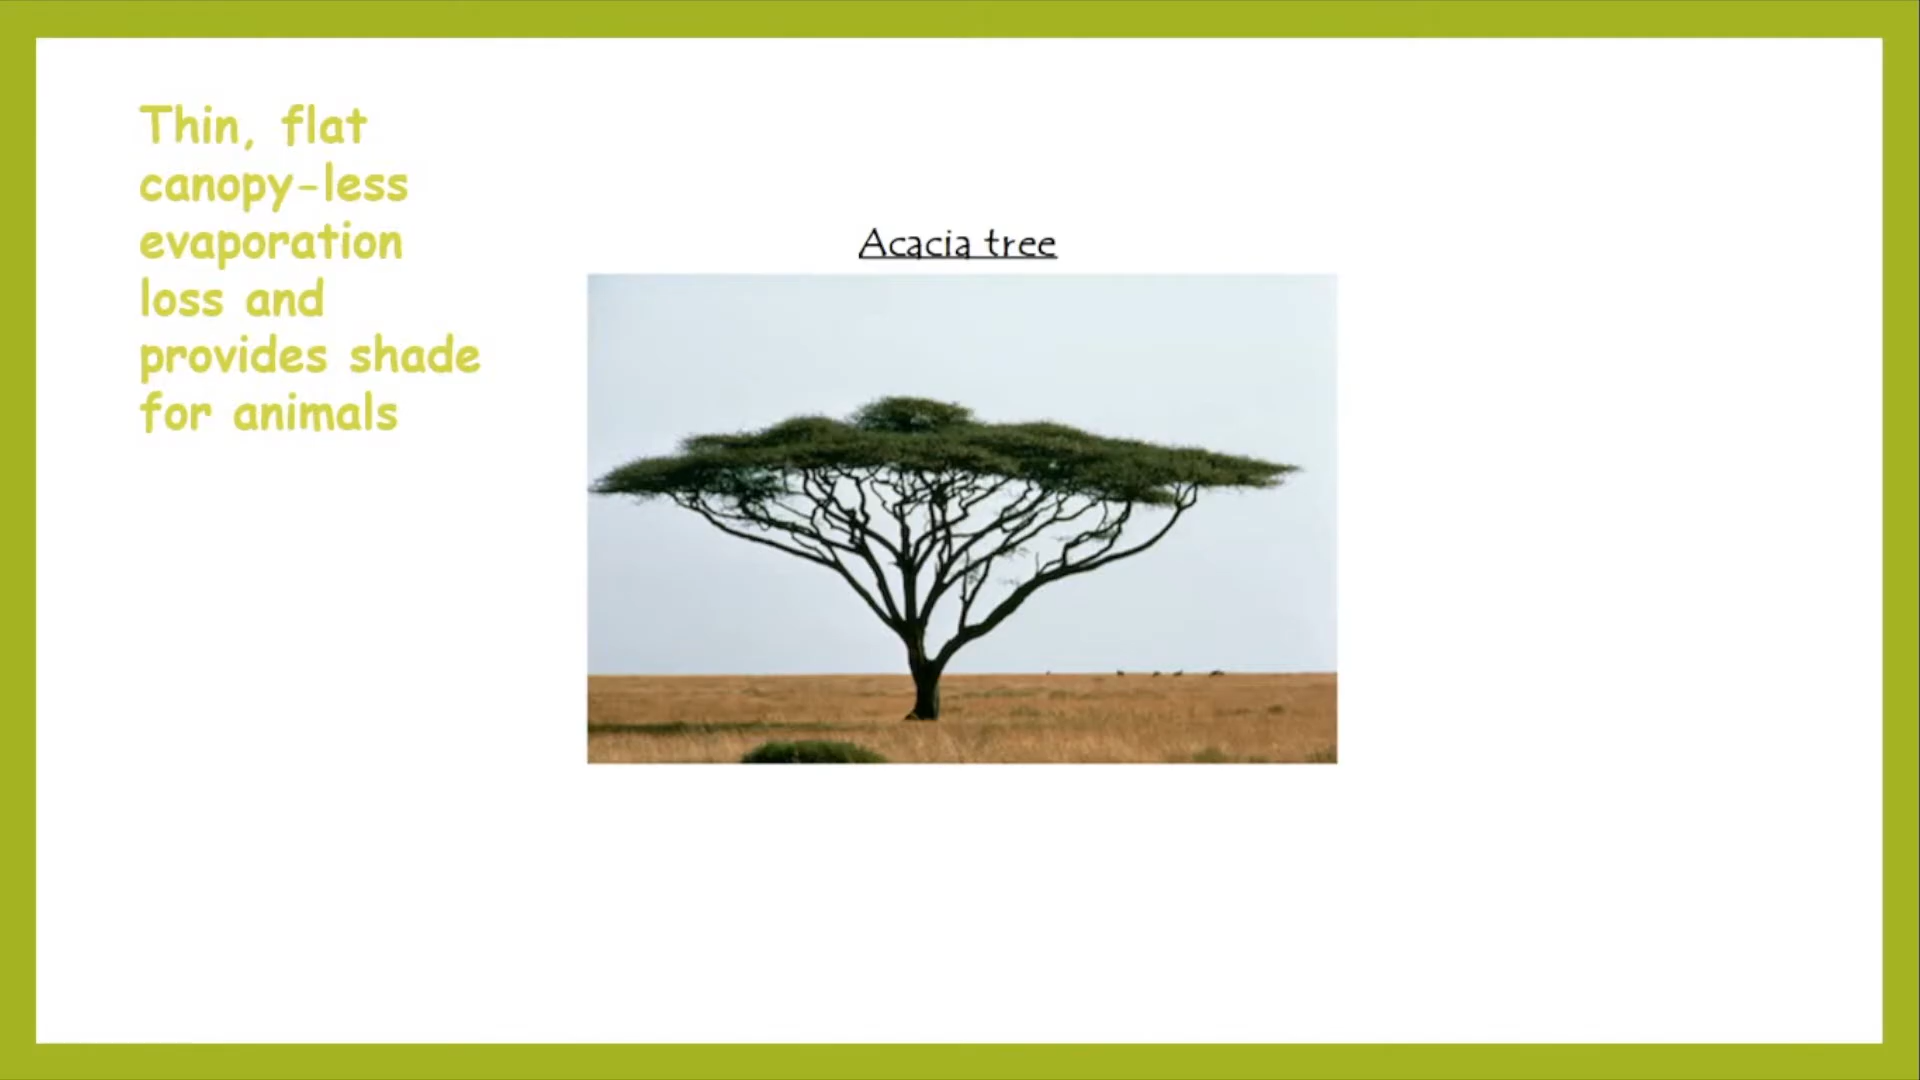 Thin, flat
canopy-less
evaporation
loss and
provides shade
for animals
Acacia tree